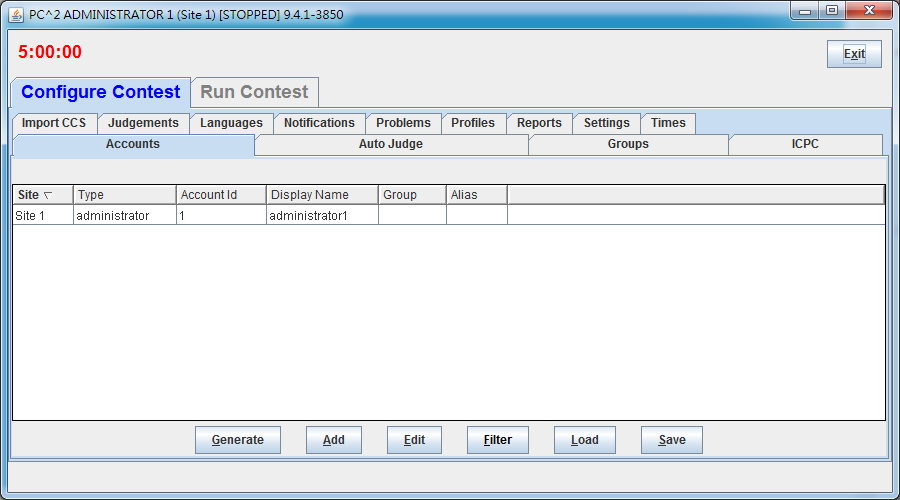 PC^2 ADMINISTRATOR 1 (Site 1) [STOPPED] 9.4.1-3850
5:00:00
Exit
Configure Contest Run Contest
Import CCS Judgements Languages Notifications Problems Profiles Reports Settings Times
Accounts Auto Judge Groups ICPC
Site Type Account Id Display Name Group Alias
Site 1 administrator 1 administrator1
Generate Add Edit Filter Load Save